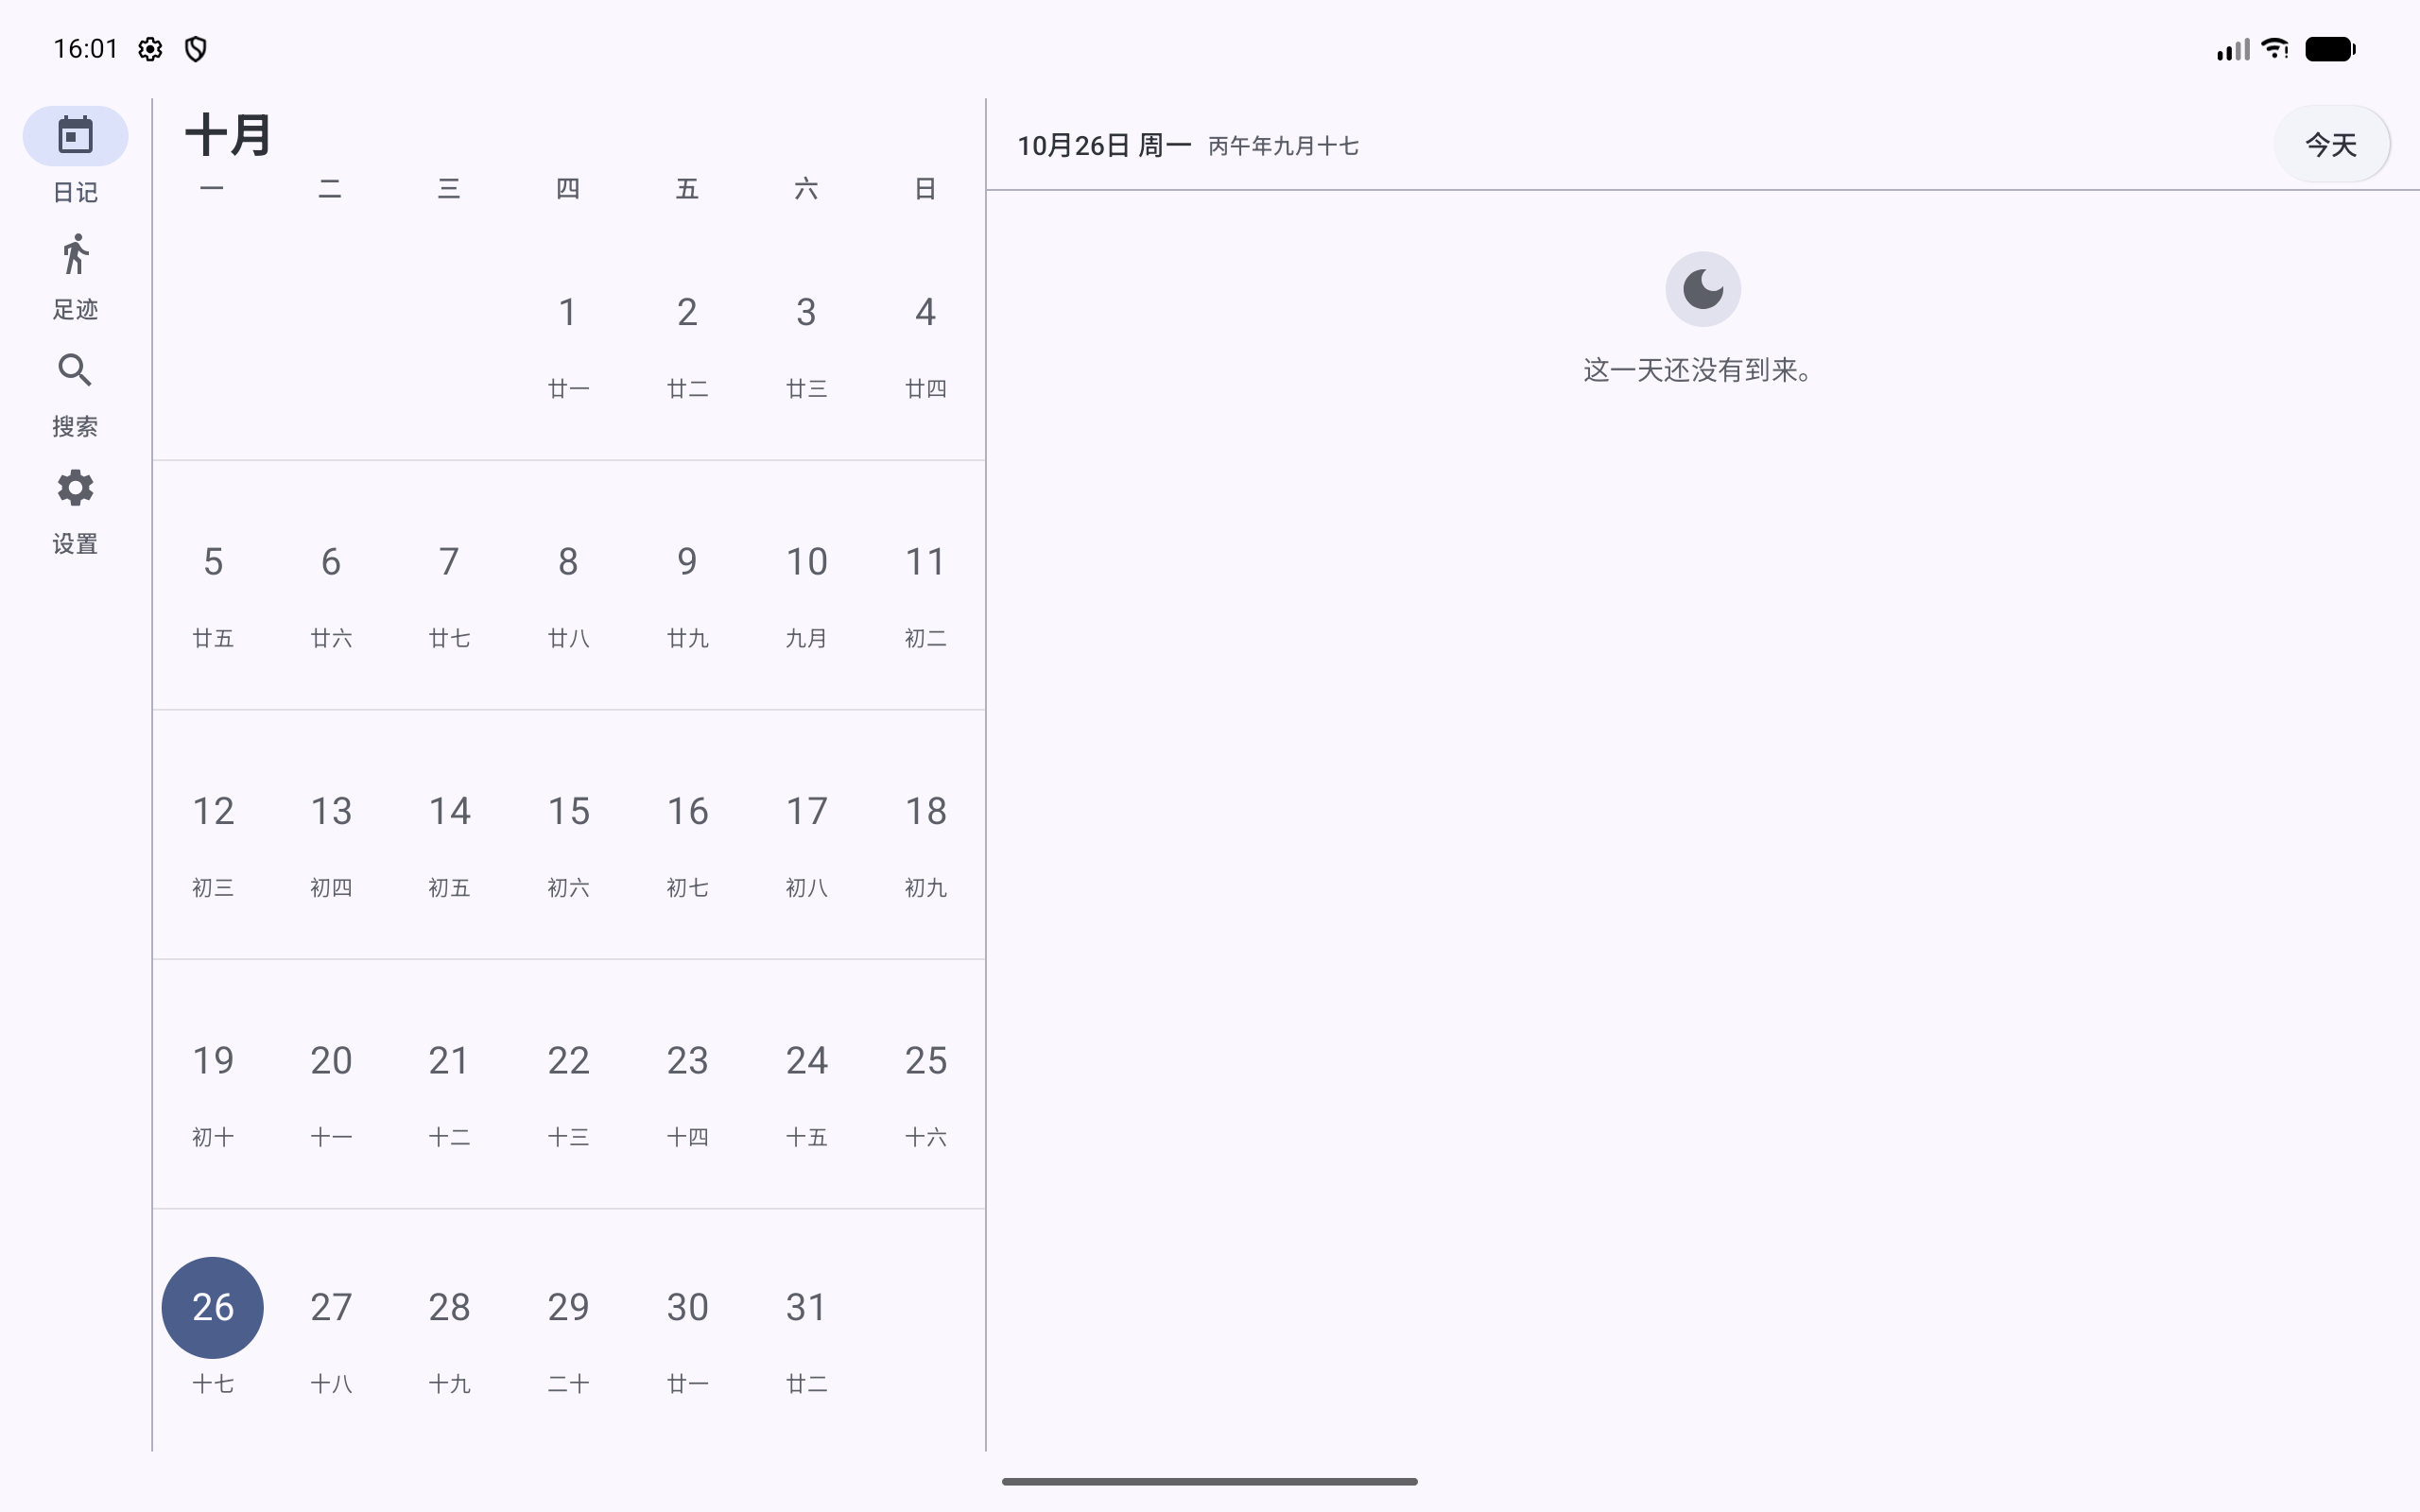 16:01
日记
足迹
搜索
设置
十月
一 二 三 四 五 六 日
1 2 3 4
廿一 廿二 廿三 廿四
5 6 7 8 9 10 11
廿五 廿六 廿七 廿八 廿九 九月 初二
12 13 14 15 16 17 18
初三 初四 初五 初六 初七 初八 初九
19 20 21 22 23 24 25
初十 十一 十二 十三 十四 十五 十六
26 27 28 29 30 31
十七 十八 十九 二十 廿一 廿二
10月26日 周一 丙午年九月十七
今天
这一天还没有到来。